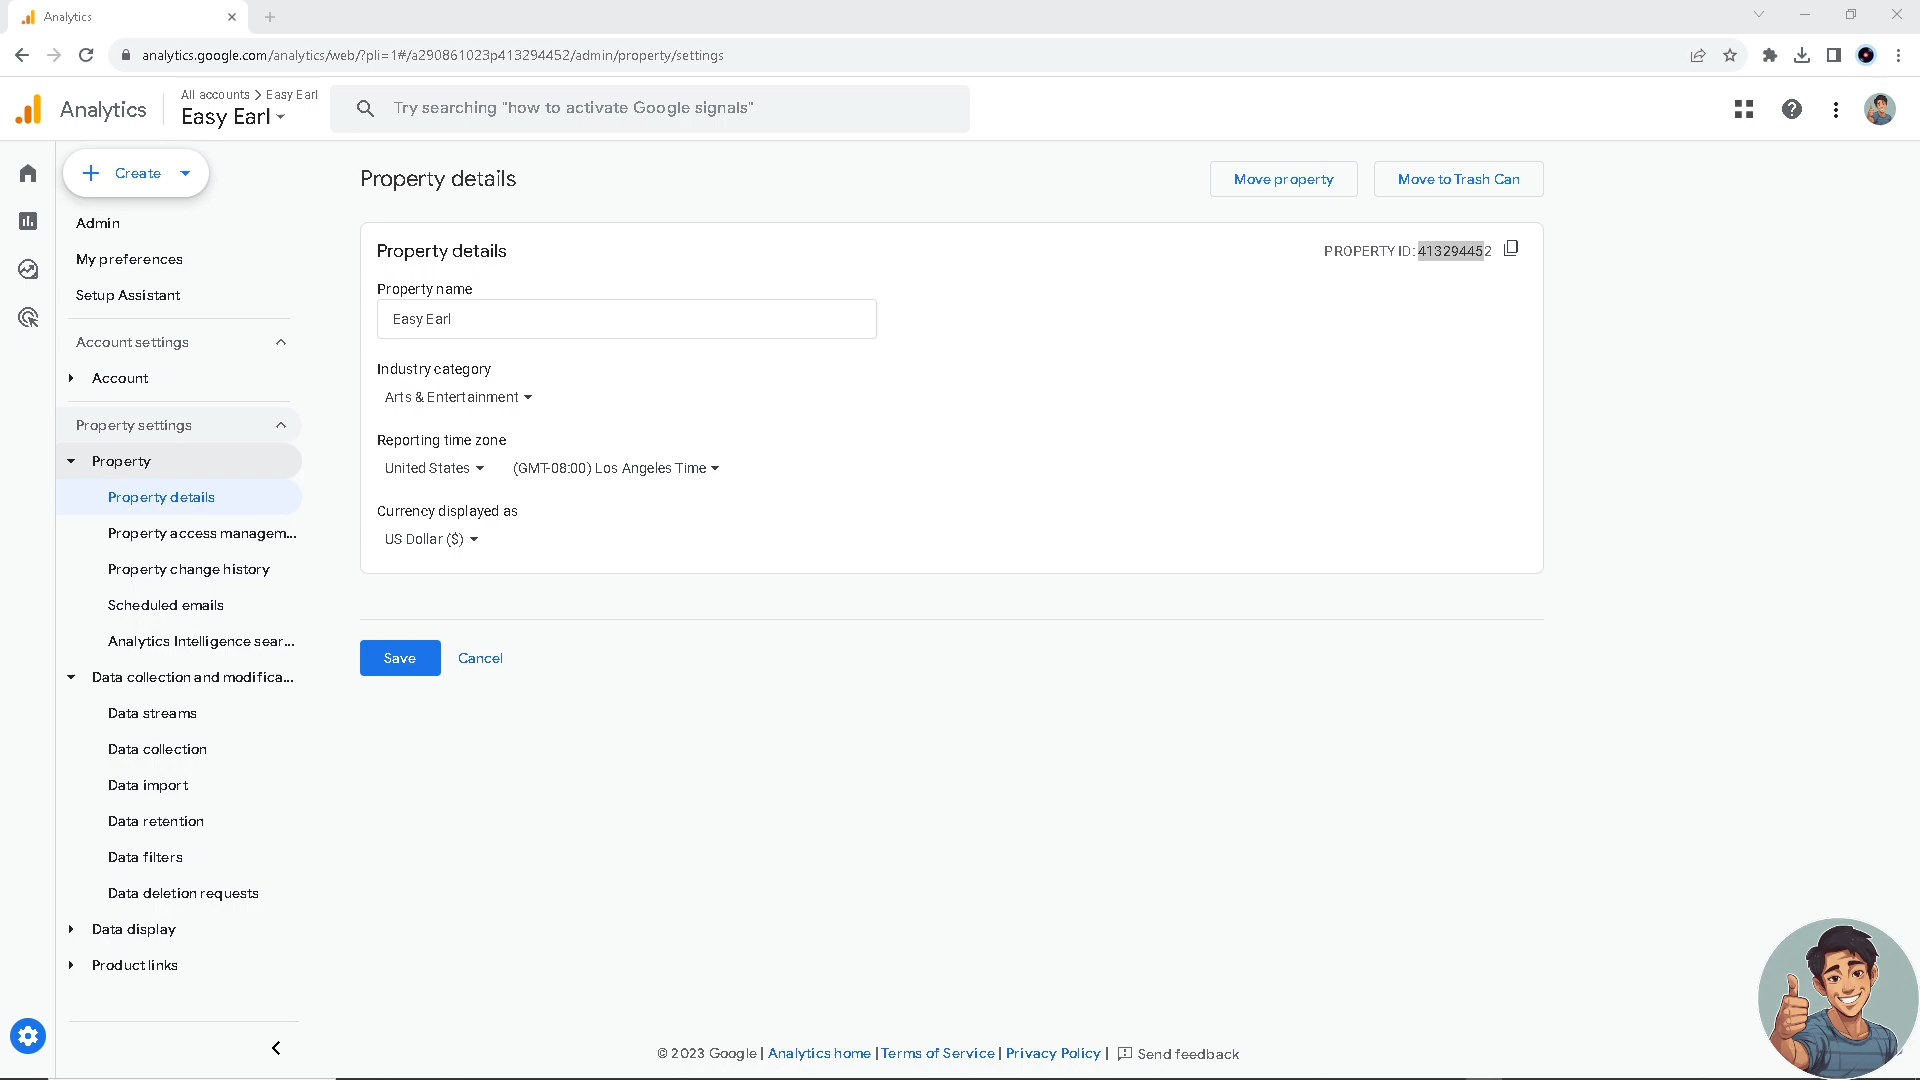 Analytics
analytics.google.com/analytics/web/?pli=1#/a290861023p413294452/admin/property/settings
Analytics
All accounts > Easy Earl
Easy Earl
Try searching "how to activate Google signals"
Create
Admin
My preferences
Setup Assistant
Account settings
Account
Property settings
Property
Property details
Property access managem...
Property change history
Scheduled emails
Analytics Intelligence sear...
Data collection and modifica...
Data streams
Data collection
Data import
Data retention
Data filters
Data deletion requests
Data display
Product links
Property details
Move property
Move to Trash Can
Property details
PROPERTY ID: 413294452
Property name
Easy Earl
Industry category
Arts & Entertainment
Reporting time zone
United States (GMT-08:00) Los Angeles Time
Currency displayed as
US Dollar ($)
Save Cancel
© 2023 Google | Analytics home | Terms of Service | Privacy Policy | Send feedback